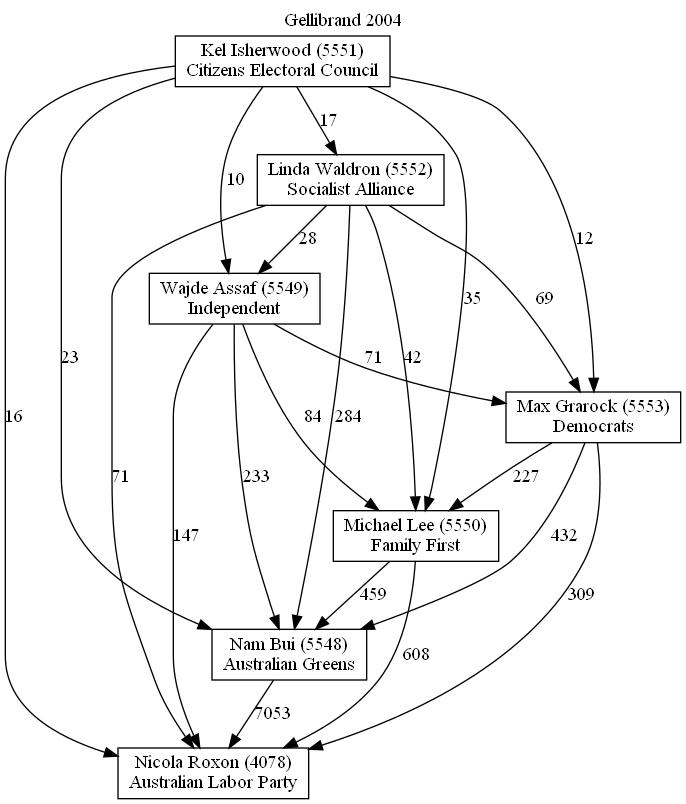 Gellibrand 2004
Kel Isherwood (5551)
Citizens Electoral Council
17
Linda Waldron (5552)
Socialist Alliance
10
12
28
Wajde Assaf (5549)
Independent
35
69
23
71
42
Max Grarock (5553)
Democrats
16
84
284
71
233
227
Michael Lee (5550)
Family First
147
432
459
309
Nam Bui (5548)
Australian Greens
608
7053
Nicola Roxon (4078)
Australian Labor Party